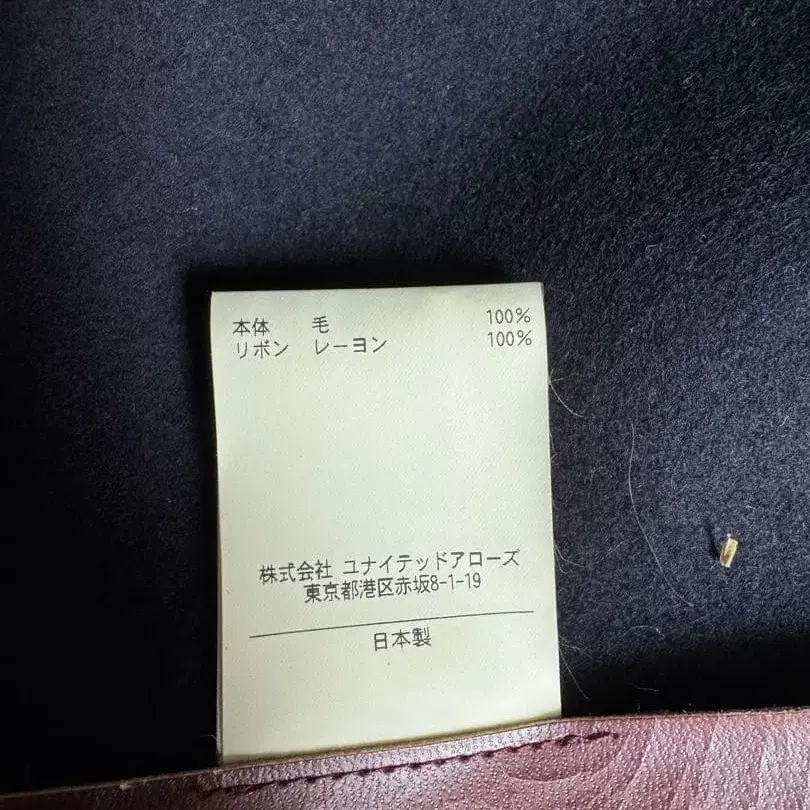 本体 毛 100%
リボン レーヨン 100%
株式会社 ユナイテッドアローズ
東京都港区赤坂8-1-19
日本製